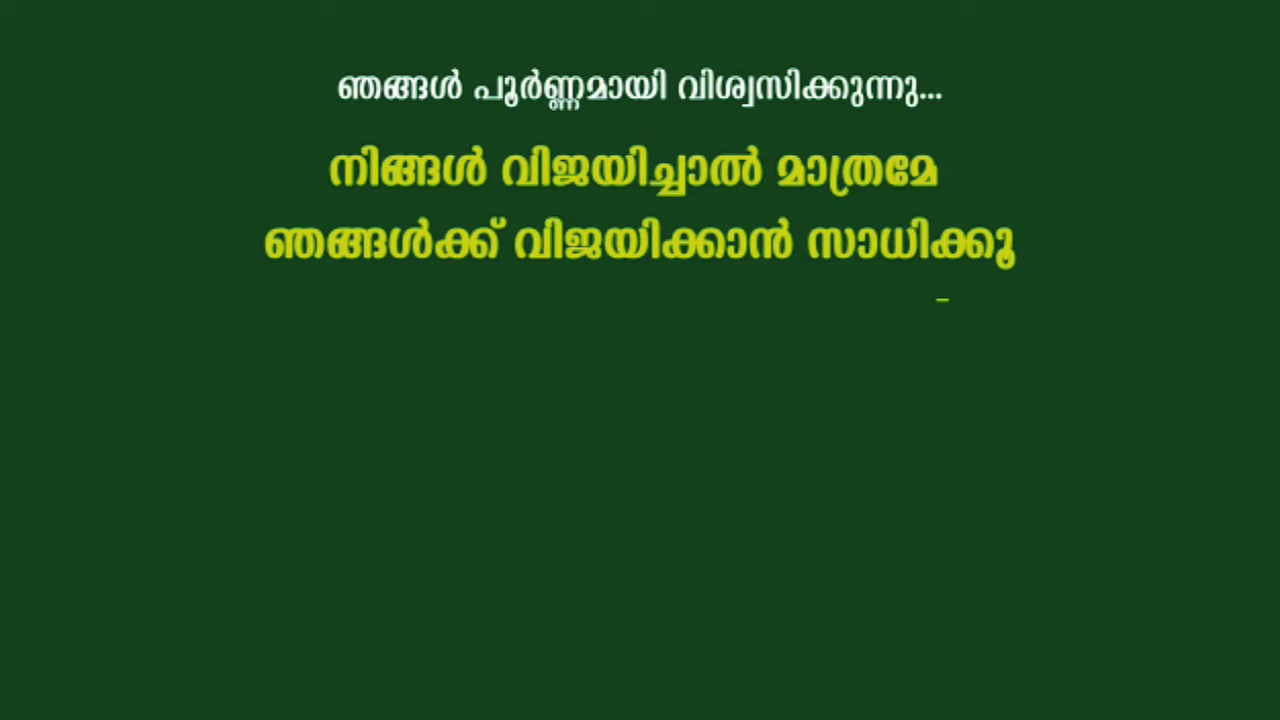 ഞങ്ങൾ പൂർണ്ണമായി വിശ്വസിക്കുന്നു...
നിങ്ങൾ വിജയിച്ചാൽ മാത്രമേ
ഞങ്ങൾക്ക് വിജയിക്കാൻ സാധിക്കൂ
-